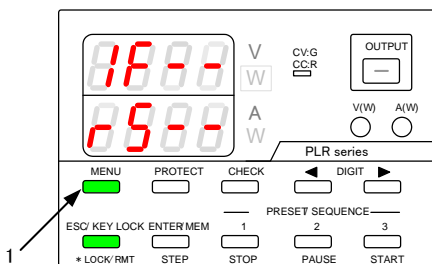 1F-- V
W
CV:G
CC:R
OUTPUT
rS-- A
W
V(W) A(W)
PLR series
MENU PROTECT CHECK ◀ DIGIT ▶
PRESET/ SEQUENCE
ESC/ KEY LOCK ENTER/MEM 1 2 3
1
* LOCK/ RMT STEP STOP PAUSE START